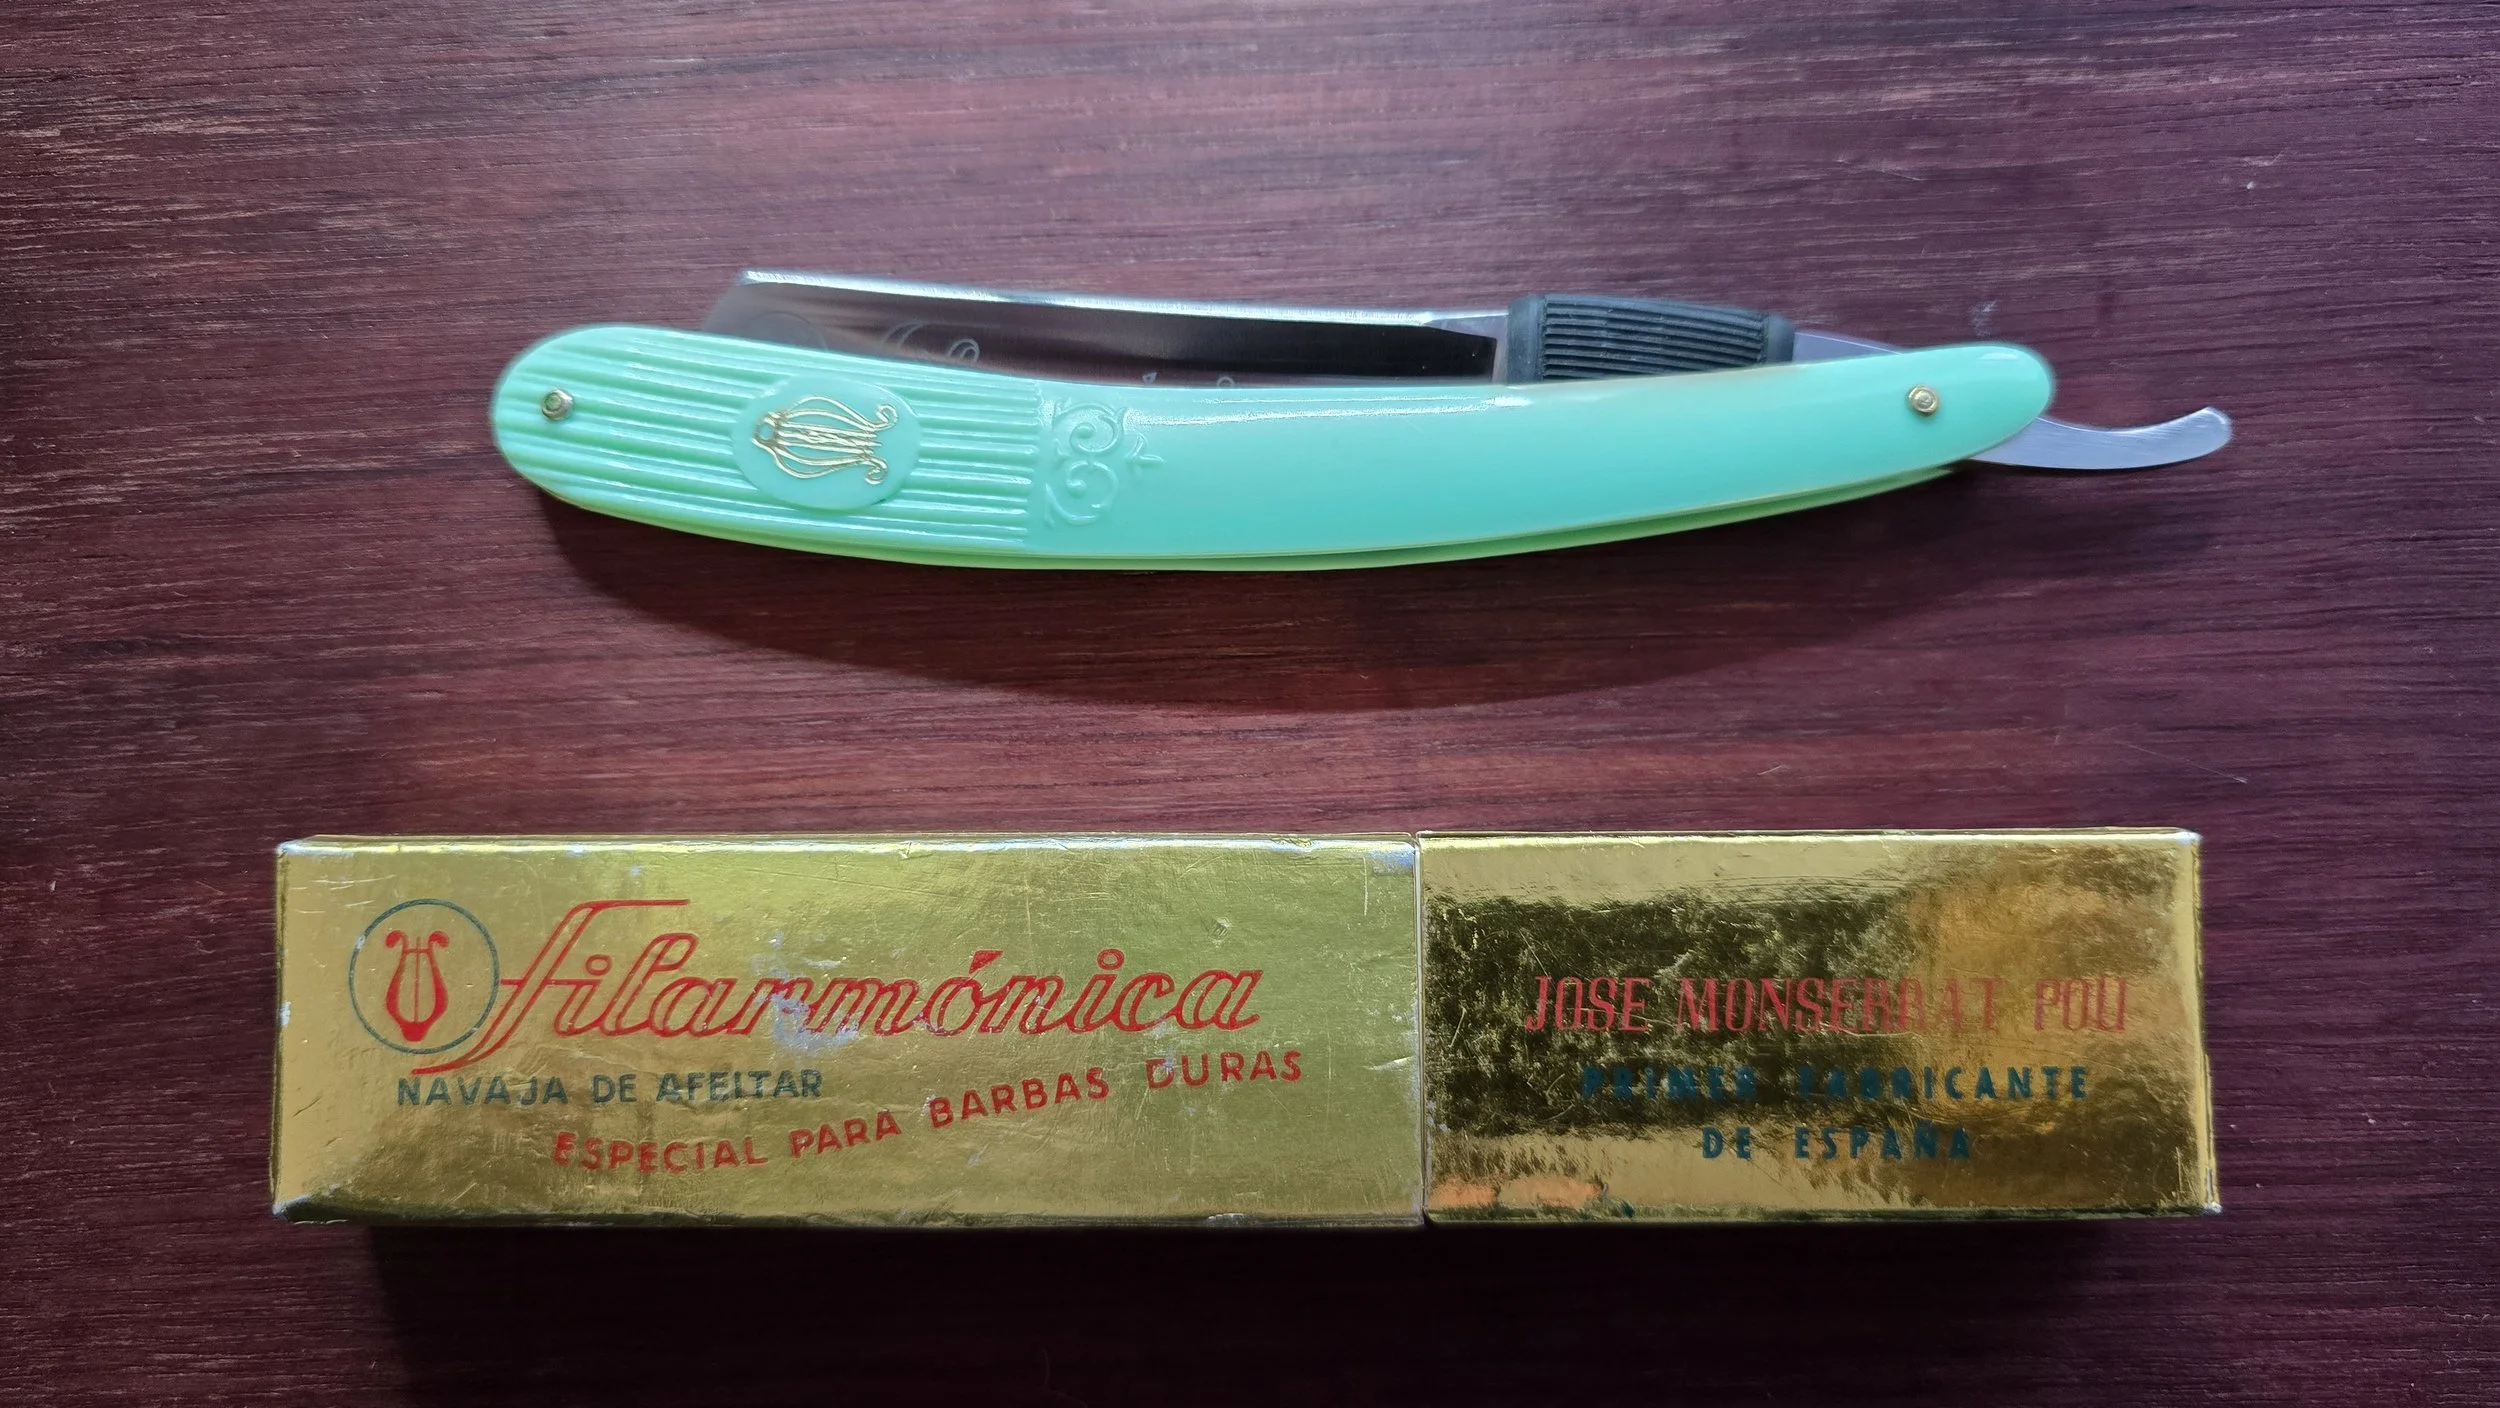 Filarmónica
NAVAJA DE AFEITAR
ESPECIAL PARA BARBAS DURAS
JOSE MONSERRAT POU
PRIMER FABRICANTE
DE ESPAÑA